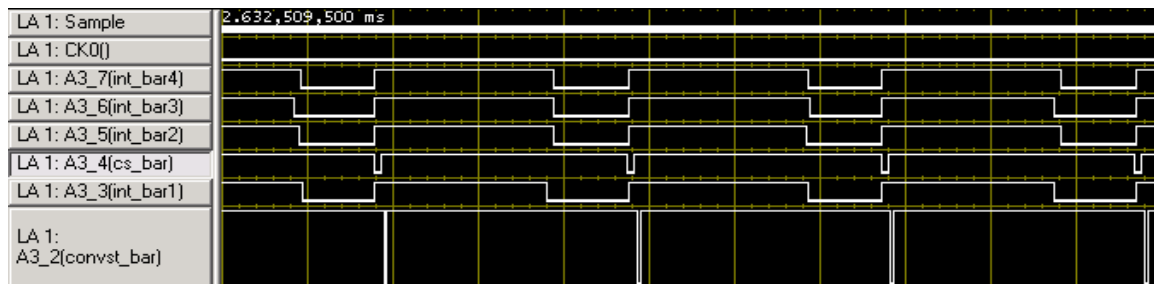 LA 1: Sample
2.632,509,500 ms
LA 1: CK0()
LA 1: A3_7(int_bar4)
LA 1: A3_6(int_bar3)
LA 1: A3_5(int_bar2)
LA 1: A3_4(cs_bar)
LA 1: A3_3(int_bar1)
LA 1:
A3_2(convst_bar)